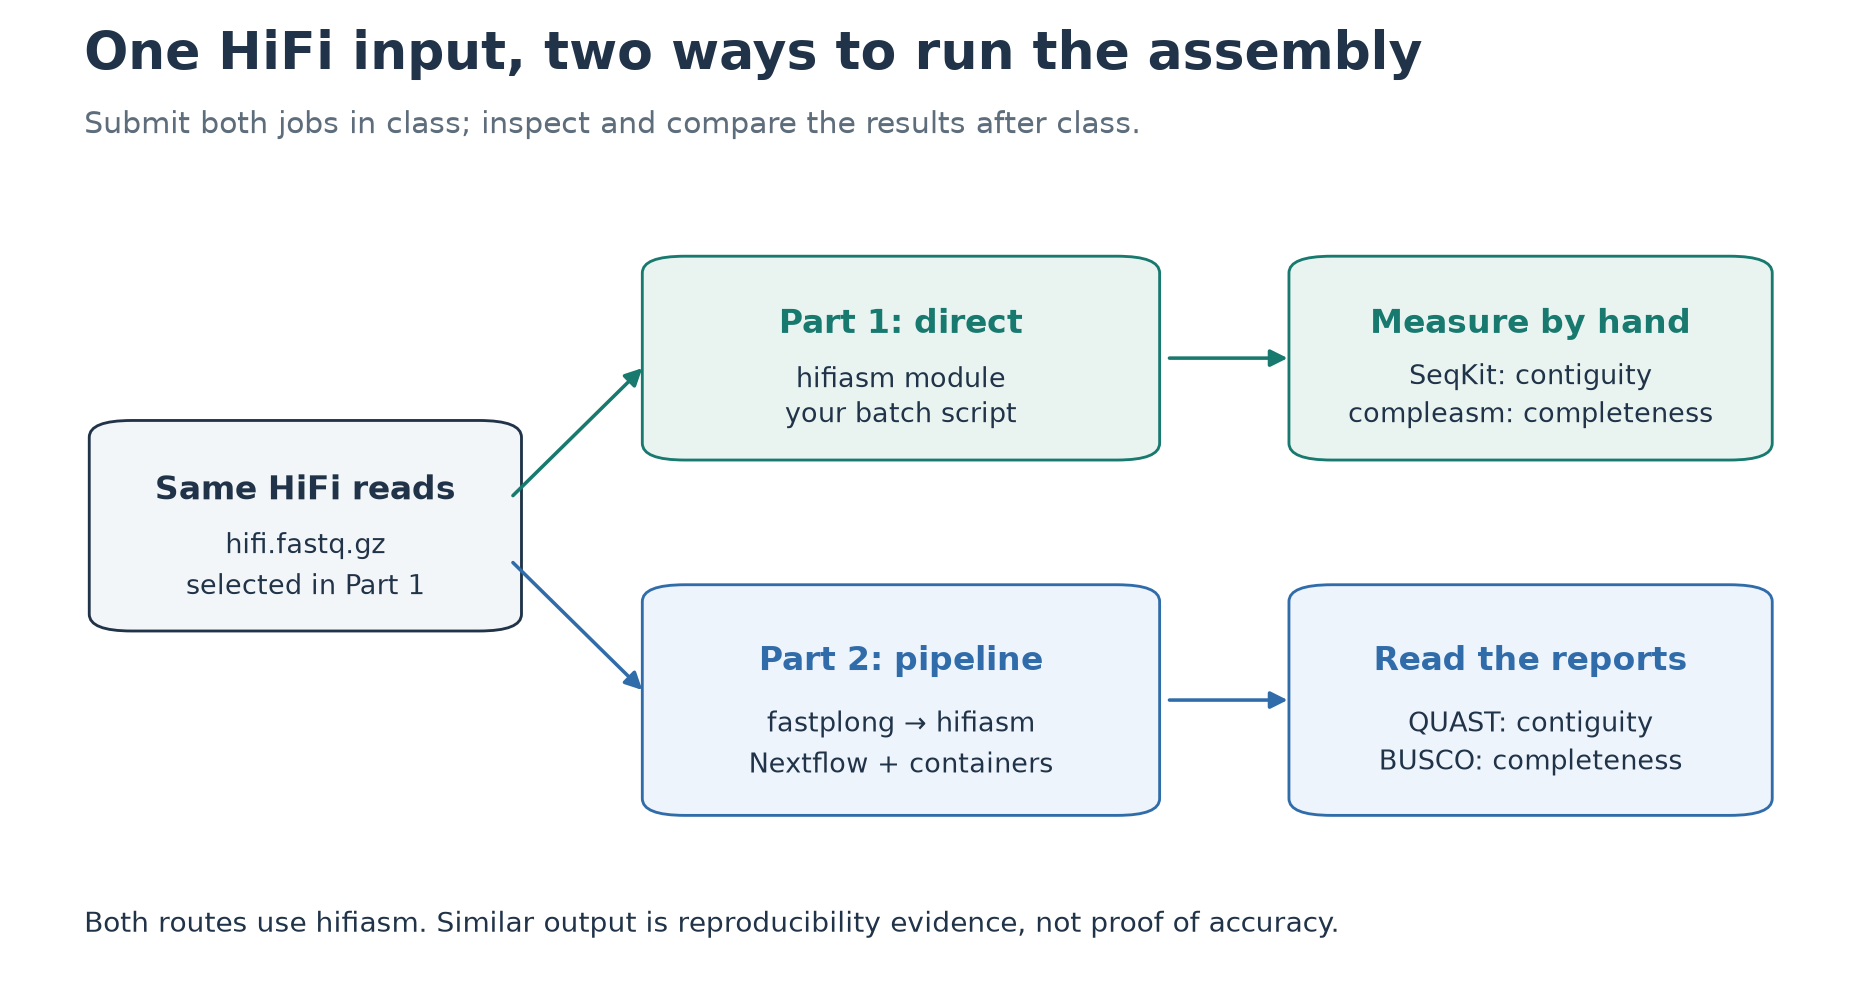 One HiFi input, two ways to run the assembly
Submit both jobs in class; inspect and compare the results after class.
Same HiFi reads
hifi.fastq.gz
selected in Part 1
Part 1: direct
hifiasm module
your batch script
Measure by hand
SeqKit: contiguity
compleasm: completeness
Part 2: pipeline
fastplong → hifiasm
Nextflow + containers
Read the reports
QUAST: contiguity
BUSCO: completeness
Both routes use hifiasm. Similar output is reproducibility evidence, not proof of accuracy.